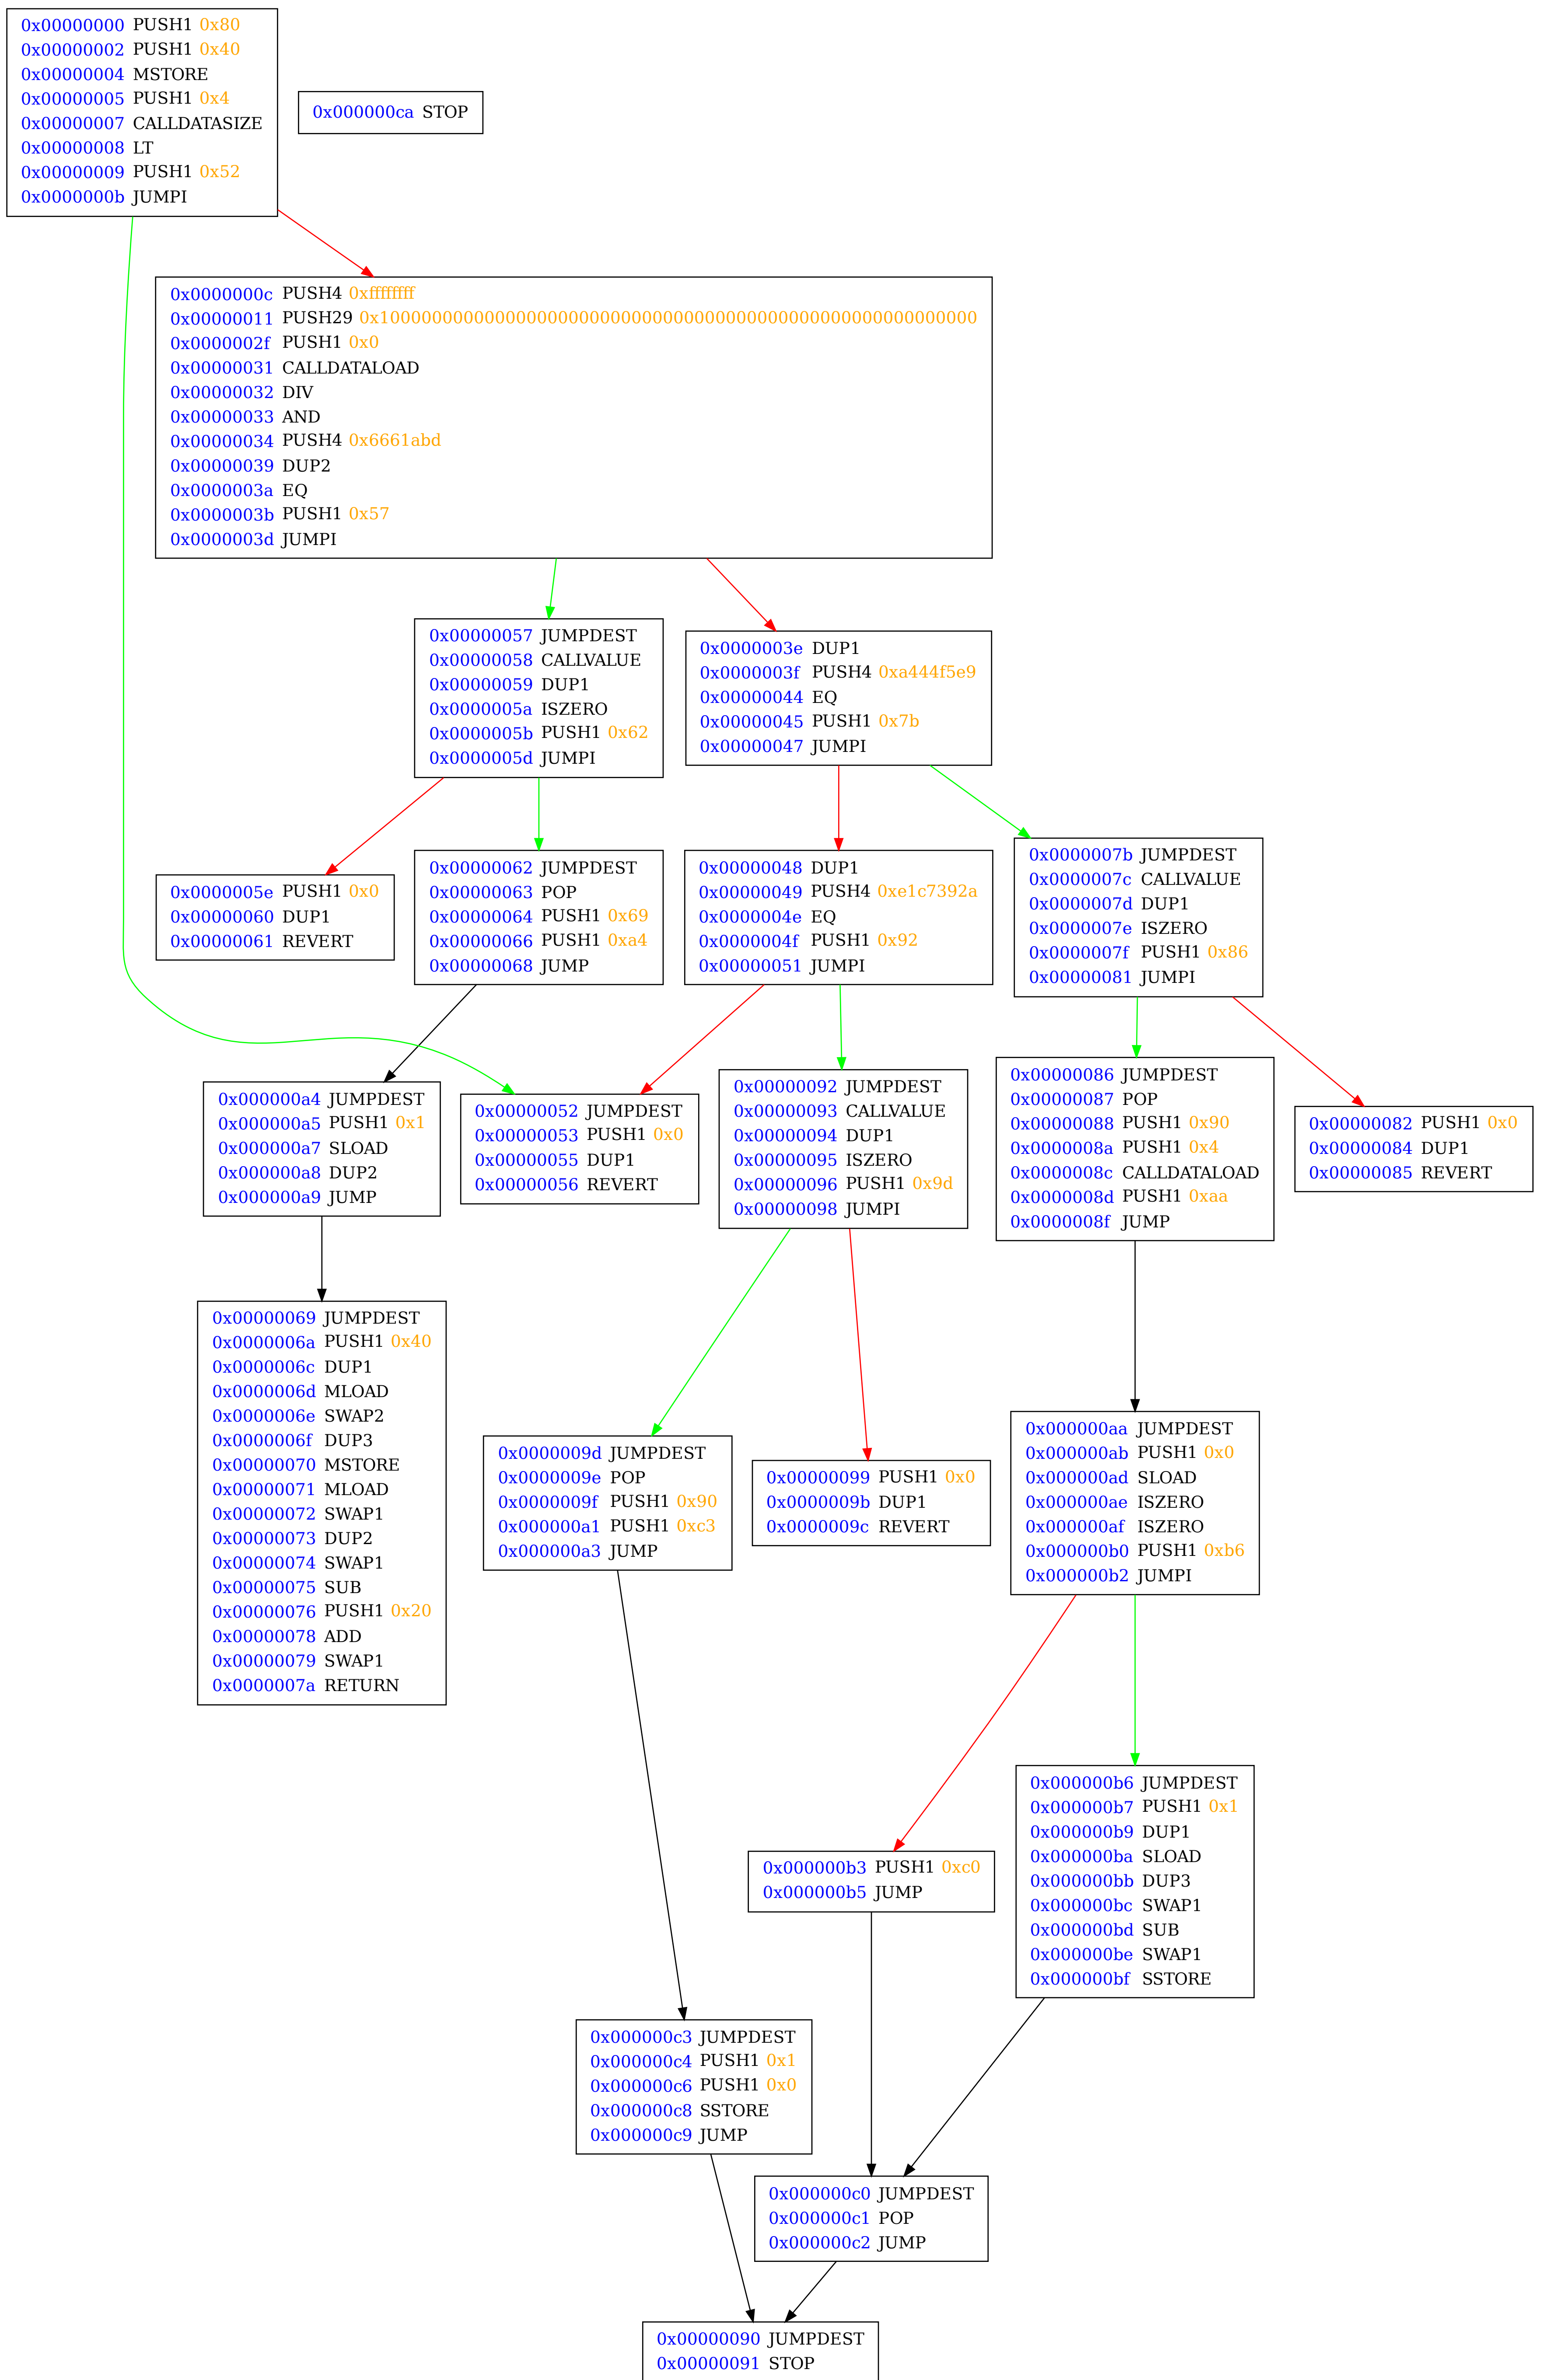 0x00000000 PUSH1 0x80
0x00000002 PUSH1 0x40
0x00000004 MSTORE
0x00000005 PUSH1 0x4
0x00000007 CALLDATASIZE
0x00000008 LT
0x00000009 PUSH1 0x52
0x0000000b JUMPI
0x000000ca STOP
0x0000000c PUSH4 0xffffffff
0x00000011 PUSH29 0x100000000000000000000000000000000000000000000000000000000
0x0000002f PUSH1 0x0
0x00000031 CALLDATALOAD
0x00000032 DIV
0x00000033 AND
0x00000034 PUSH4 0x6661abd
0x00000039 DUP2
0x0000003a EQ
0x0000003b PUSH1 0x57
0x0000003d JUMPI
0x00000057 JUMPDEST
0x00000058 CALLVALUE
0x00000059 DUP1
0x0000005a ISZERO
0x0000005b PUSH1 0x62
0x0000005d JUMPI
0x0000003e DUP1
0x0000003f PUSH4 0xa444f5e9
0x00000044 EQ
0x00000045 PUSH1 0x7b
0x00000047 JUMPI
0x0000005e PUSH1 0x0
0x00000060 DUP1
0x00000061 REVERT
0x00000062 JUMPDEST
0x00000063 POP
0x00000064 PUSH1 0x69
0x00000066 PUSH1 0xa4
0x00000068 JUMP
0x00000048 DUP1
0x00000049 PUSH4 0xe1c7392a
0x0000004e EQ
0x0000004f PUSH1 0x92
0x00000051 JUMPI
0x0000007b JUMPDEST
0x0000007c CALLVALUE
0x0000007d DUP1
0x0000007e ISZERO
0x0000007f PUSH1 0x86
0x00000081 JUMPI
0x000000a4 JUMPDEST
0x000000a5 PUSH1 0x1
0x000000a7 SLOAD
0x000000a8 DUP2
0x000000a9 JUMP
0x00000052 JUMPDEST
0x00000053 PUSH1 0x0
0x00000055 DUP1
0x00000056 REVERT
0x00000092 JUMPDEST
0x00000093 CALLVALUE
0x00000094 DUP1
0x00000095 ISZERO
0x00000096 PUSH1 0x9d
0x00000098 JUMPI
0x00000086 JUMPDEST
0x00000087 POP
0x00000088 PUSH1 0x90
0x0000008a PUSH1 0x4
0x0000008c CALLDATALOAD
0x0000008d PUSH1 0xaa
0x0000008f JUMP
0x00000082 PUSH1 0x0
0x00000084 DUP1
0x00000085 REVERT
0x00000069 JUMPDEST
0x0000006a PUSH1 0x40
0x0000006c DUP1
0x0000006d MLOAD
0x0000006e SWAP2
0x0000006f DUP3
0x00000070 MSTORE
0x00000071 MLOAD
0x00000072 SWAP1
0x00000073 DUP2
0x00000074 SWAP1
0x00000075 SUB
0x00000076 PUSH1 0x20
0x00000078 ADD
0x00000079 SWAP1
0x0000007a RETURN
0x0000009d JUMPDEST
0x0000009e POP
0x0000009f PUSH1 0x90
0x000000a1 PUSH1 0xc3
0x000000a3 JUMP
0x00000099 PUSH1 0x0
0x0000009b DUP1
0x0000009c REVERT
0x000000aa JUMPDEST
0x000000ab PUSH1 0x0
0x000000ad SLOAD
0x000000ae ISZERO
0x000000af ISZERO
0x000000b0 PUSH1 0xb6
0x000000b2 JUMPI
0x000000b3 PUSH1 0xc0
0x000000b5 JUMP
0x000000b6 JUMPDEST
0x000000b7 PUSH1 0x1
0x000000b9 DUP1
0x000000ba SLOAD
0x000000bb DUP3
0x000000bc SWAP1
0x000000bd SUB
0x000000be SWAP1
0x000000bf SSTORE
0x000000c3 JUMPDEST
0x000000c4 PUSH1 0x1
0x000000c6 PUSH1 0x0
0x000000c8 SSTORE
0x000000c9 JUMP
0x000000c0 JUMPDEST
0x000000c1 POP
0x000000c2 JUMP
0x00000090 JUMPDEST
0x00000091 STOP